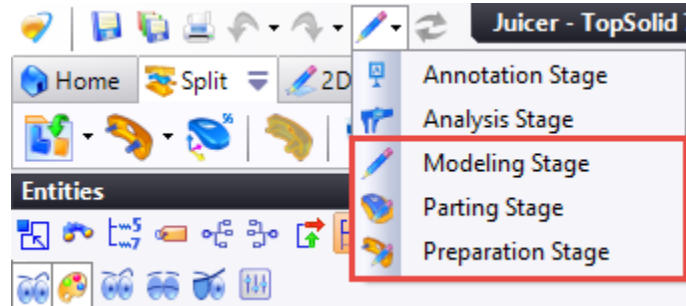 Juicer - TopSolid
Home Split 2D
Annotation Stage
Analysis Stage
Modeling Stage
Parting Stage
Preparation Stage
Entities